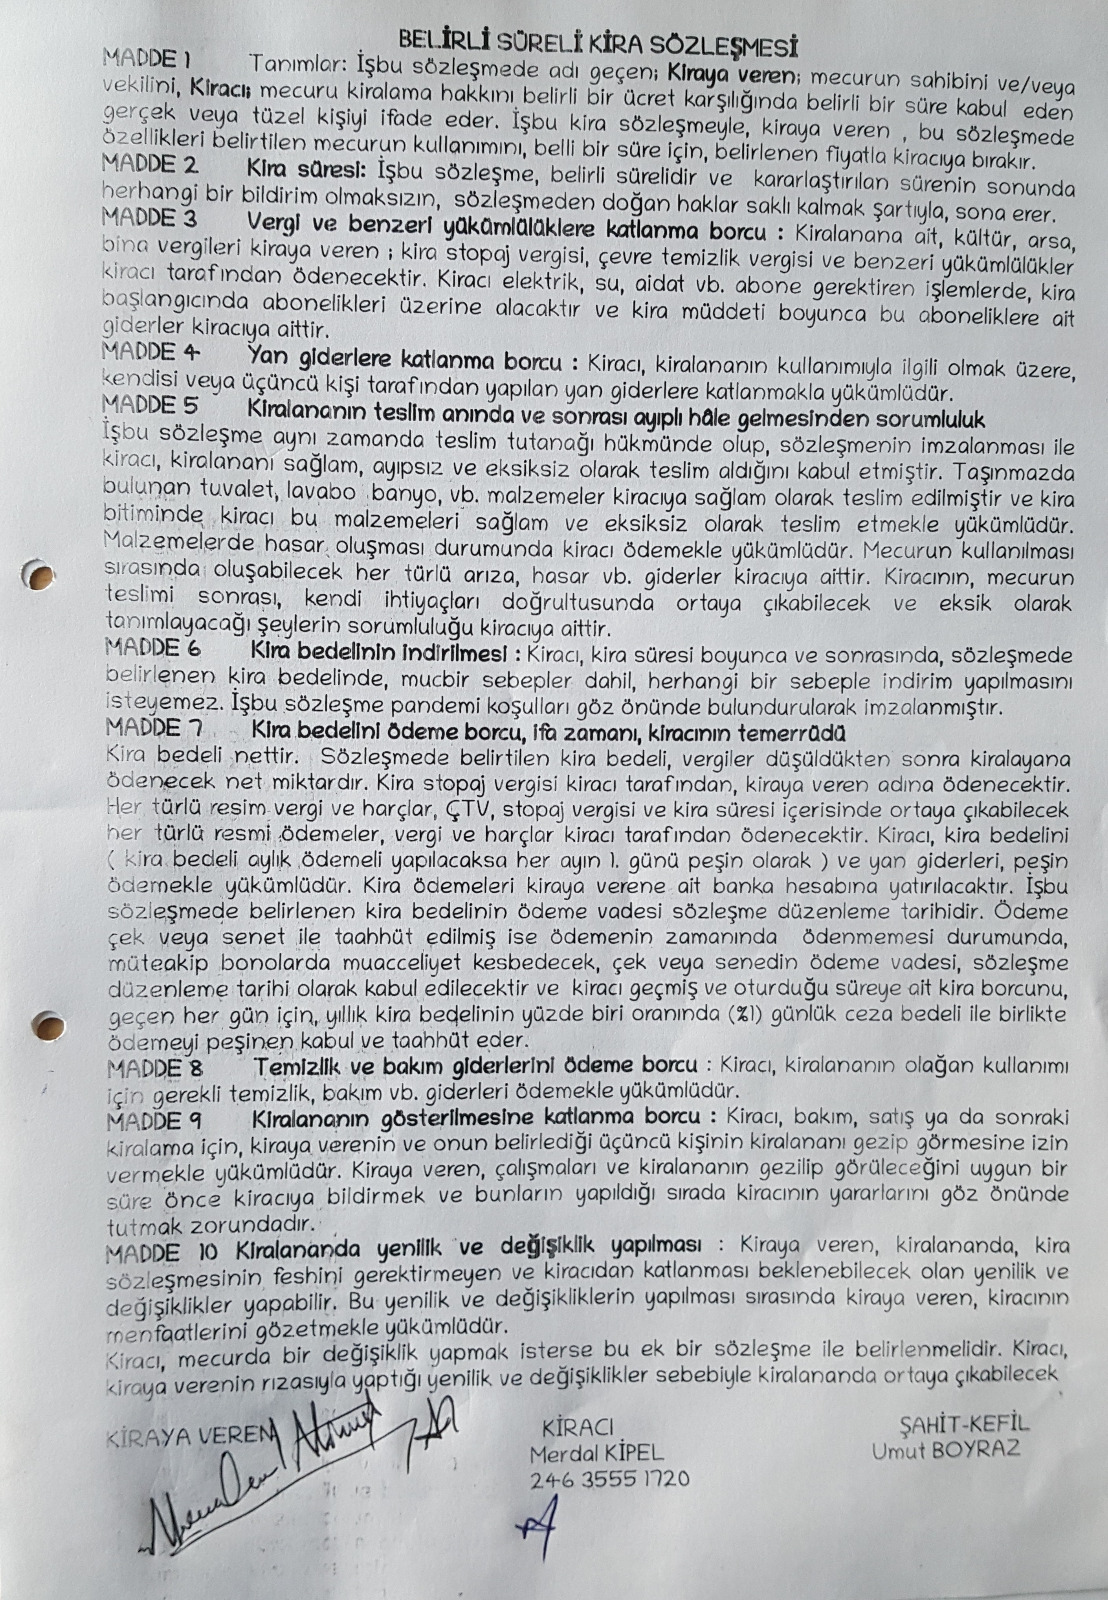 BELİRLİ SÜRELİ KİRA SÖZLEŞMESİ
MADDE 1 Tanımlar: İşbu sözleşmede adı geçen; Kiraya veren; mecurun sahibini ve/veya
vekilini, Kiracı; mecuru kiralama hakkını belirli bir ücret karşılığında belirli bir süre kabul eden
gerçek veya tüzel kişiyi ifade eder. İşbu kira sözleşmeyle, kiraya veren , bu sözleşmede
özellikleri belirtilen mecurun kullanımını, belli bir süre için, belirlenen fiyatla kiracıya bırakır.
MADDE 2 Kira süresi: İşbu sözleşme, belirli sürelidir ve kararlaştırılan sürenin sonunda
herhangi bir bildirim olmaksızın, sözleşmeden doğan haklar saklı kalmak şartıyla, sona erer.
MADDE 3 Vergi ve benzeri yükümlülüklere katlanma borcu : Kiralanana ait, kültür, arsa,
bina vergileri kiraya veren ; kira stopaj vergisi, çevre temizlik vergisi ve benzeri yükümlülükler
kiracı tarafından ödenecektir. Kiracı elektrik, su, aidat vb. abone gerektiren işlemlerde, kira
başlangıcında abonelikleri üzerine alacaktır ve kira müddeti boyunca bu aboneliklere ait
giderler kiracıya aittir.
MADDE 4 Yan giderlere katlanma borcu : Kiracı, kiralananın kullanımıyla ilgili olmak üzere,
kendisi veya üçüncü kişi tarafından yapılan yan giderlere katlanmakla yükümlüdür.
MADDE 5 Kiralananın teslim anında ve sonrası ayıplı hâle gelmesinden sorumluluk
İşbu sözleşme aynı zamanda teslim tutanağı hükmünde olup, sözleşmenin imzalanması ile
kiracı, kiralananı sağlam, ayıpsız ve eksiksiz olarak teslim aldığını kabul etmiştir. Taşınmazda
bulunan tuvalet, lavabo banyo, vb. malzemeler kiracıya sağlam olarak teslim edilmiştir ve kira
bitiminde kiracı bu malzemeleri sağlam ve eksiksiz olarak teslim etmekle yükümlüdür.
Malzemelerde hasar oluşması durumunda kiracı ödemekle yükümlüdür. Mecurun kullanılması
sırasında oluşabilecek her türlü arıza, hasar vb. giderler kiracıya aittir. Kiracının, mecurun
teslimi sonrası, kendi ihtiyaçları doğrultusunda ortaya çıkabilecek ve eksik olarak
tanımlayacağı şeylerin sorumluluğu kiracıya aittir.
MADDE 6 Kira bedelinin indirilmesi : Kiracı, kira süresi boyunca ve sonrasında, sözleşmede
belirlenen kira bedelinde, mucbir sebepler dahil, herhangi bir sebeple indirim yapılmasını
isteyemez. İşbu sözleşme pandemi koşulları göz önünde bulundurularak imzalanmıştır.
MADDE 7 Kira bedelini ödeme borcu, ifa zamanı, kiracının temerrüdü
Kira bedeli nettir. Sözleşmede belirtilen kira bedeli, vergiler düşüldükten sonra kiralayana
ödenecek net miktardır. Kira stopaj vergisi kiracı tarafından, kiraya veren adına ödenecektir.
Her türlü resim vergi ve harçlar, ÇTV, stopaj vergisi ve kira süresi içerisinde ortaya çıkabilecek
her türlü resmi ödemeler, vergi ve harçlar kiracı tarafından ödenecektir. Kiracı, kira bedelini
( kira bedeli aylık ödemeli yapılacaksa her ayın 1. günü peşin olarak ) ve yan giderleri, peşin
ödemekle yükümlüdür. Kira ödemeleri kiraya verene ait banka hesabına yatırılacaktır. İşbu
sözleşmede belirlenen kira bedelinin ödeme vadesi sözleşme düzenleme tarihidir. Ödeme
çek veya senet ile taahhüt edilmiş ise ödemenin zamanında ödenmemesi durumunda,
müteakip bonolarda muacceliyet kesbedecek, çek veya senedin ödeme vadesi, sözleşme
düzenleme tarihi olarak kabul edilecektir ve kiracı geçmiş ve oturduğu süreye ait kira borcunu,
geçen her gün için, yıllık kira bedelinin yüzde biri oranında (%1) günlük ceza bedeli ile birlikte
ödemeyi peşinen kabul ve taahhüt eder.
MADDE 8 Temizlik ve bakım giderlerini ödeme borcu : Kiracı, kiralananın olağan kullanımı
için gerekli temizlik, bakım vb. giderleri ödemekle yükümlüdür.
MADDE 9 Kiralananın gösterilmesine katlanma borcu : Kiracı, bakım, satış ya da sonraki
kiralama için, kiraya verenin ve onun belirlediği üçüncü kişinin kiralananı gezip görmesine izin
vermekle yükümlüdür. Kiraya veren, çalışmaları ve kiralananın gezilip görüleceğini uygun bir
süre önce kiracıya bildirmek ve bunların yapıldığı sırada kiracının yararlarını göz önünde
tutmak zorundadır.
MADDE 10 Kiralananda yenilik ve değişiklik yapılması : Kiraya veren, kiralananda, kira
sözleşmesinin feshini gerektirmeyen ve kiracıdan katlanması beklenebilecek olan yenilik ve
değişiklikler yapabilir. Bu yenilik ve değişikliklerin yapılması sırasında kiraya veren, kiracının
menfaatlerini gözetmekle yükümlüdür.
Kiracı, mecurda bir değişiklik yapmak isterse bu ek bir sözleşme ile belirlenmelidir. Kiracı,
kiraya verenin rızasıyla yaptığı yenilik ve değişiklikler sebebiyle kiralananda ortaya çıkabilecek
KİRAYA VEREN
KİRACI
Merdal KİPEL
246 3555 1720
ŞAHİT-KEFİL
Umut BOYRAZ